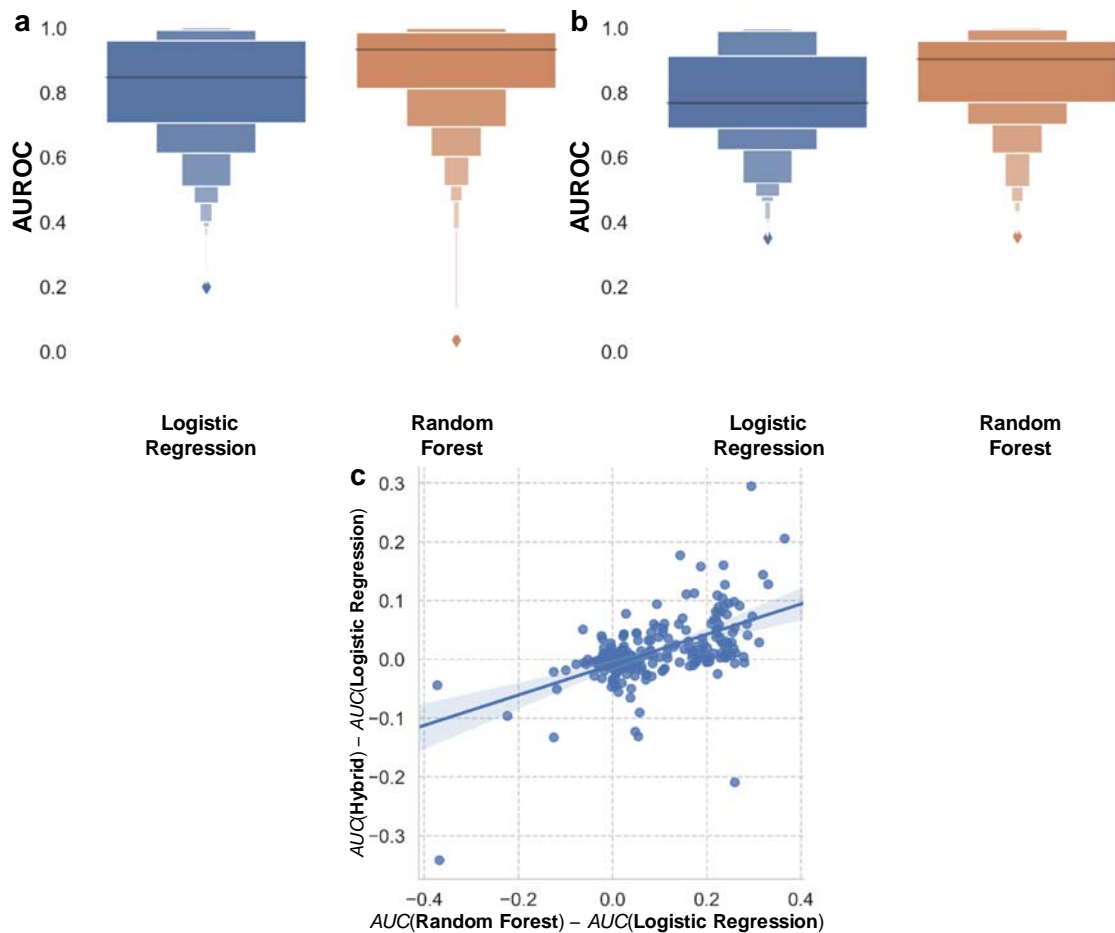 a
b
1.0
0.8
0.6
0.4
0.2
0.0
AUROC
Logistic
Regression
Random
Forest
1.0
0.8
0.6
0.4
0.2
0.0
AUROC
Logistic
Regression
Random
Forest
c
0.3
0.2
0.1
0.0
−0.1
−0.2
−0.3
AUC(Hybrid) – AUC(Logistic Regression)
−0.4
−0.2
0.0
0.2
0.4
AUC(Random Forest) – AUC(Logistic Regression)